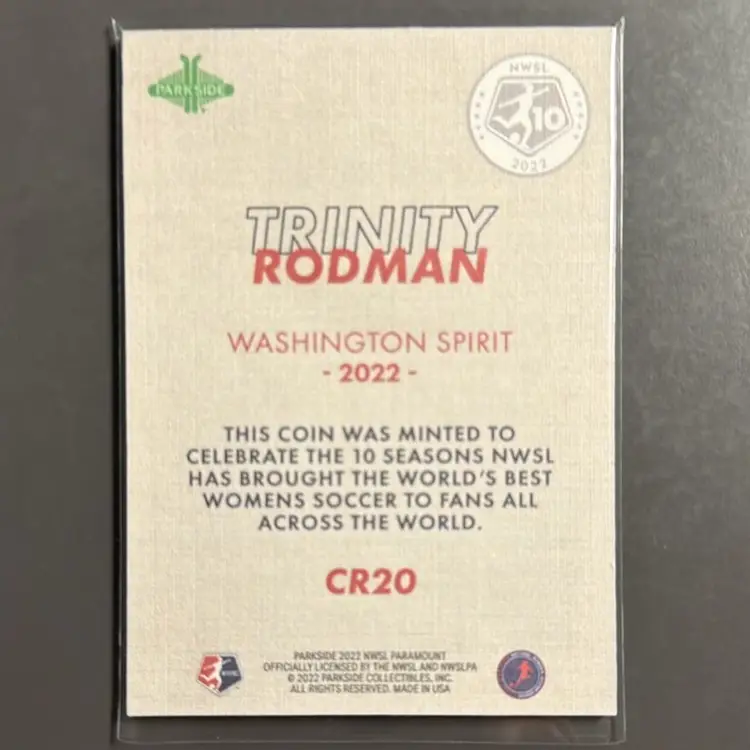 PARKSIDE
NWSL
10
2022
TRINITY
RODMAN
WASHINGTON SPIRIT
- 2022 -
THIS COIN WAS MINTED TO
CELEBRATE THE 10 SEASONS NWSL
HAS BROUGHT THE WORLD'S BEST
WOMENS SOCCER TO FANS ALL
ACROSS THE WORLD.
CR20
PARKSIDE 2022 NWSL PARAMOUNT
OFFICIALLY LICENSED BY THE NWSL AND NWSLPA
© 2022 PARKSIDE COLLECTIBLES, INC.
ALL RIGHTS RESERVED. MADE IN USA
NWSL